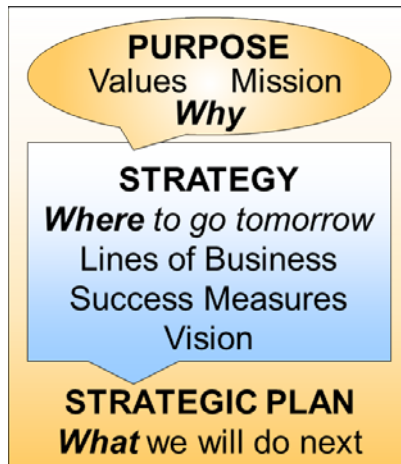 PURPOSE
Values Mission
Why
STRATEGY
Where to go tomorrow
Lines of Business
Success Measures
Vision
STRATEGIC PLAN
What we will do next